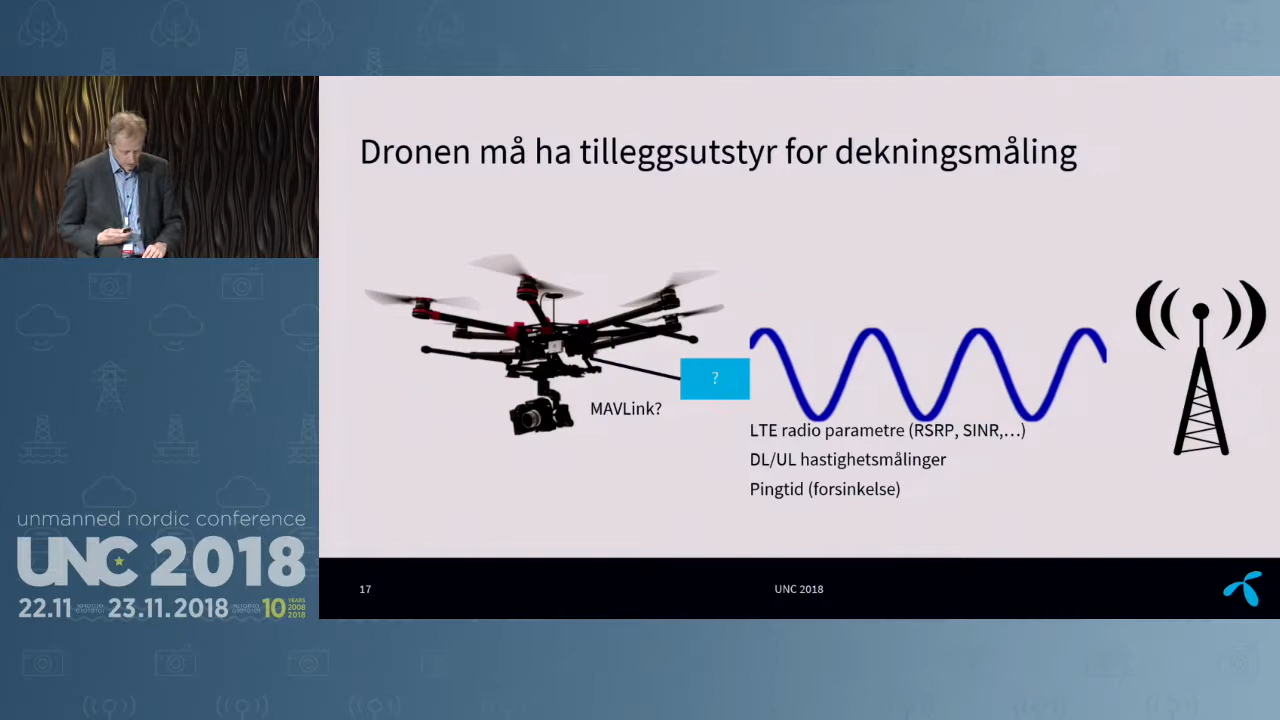 Dronen må ha tilleggsutstyr for dekningsmåling
?
MAVLink?
LTE radio parametre (RSRP, SINR,...)
DL/UL hastighetsmålinger
Pingtid (forsinkelse)
unmanned nordic conference
UNC 2018
22.11 23.11.2018 10 YEARS 2008 2018
17
UNC 2018